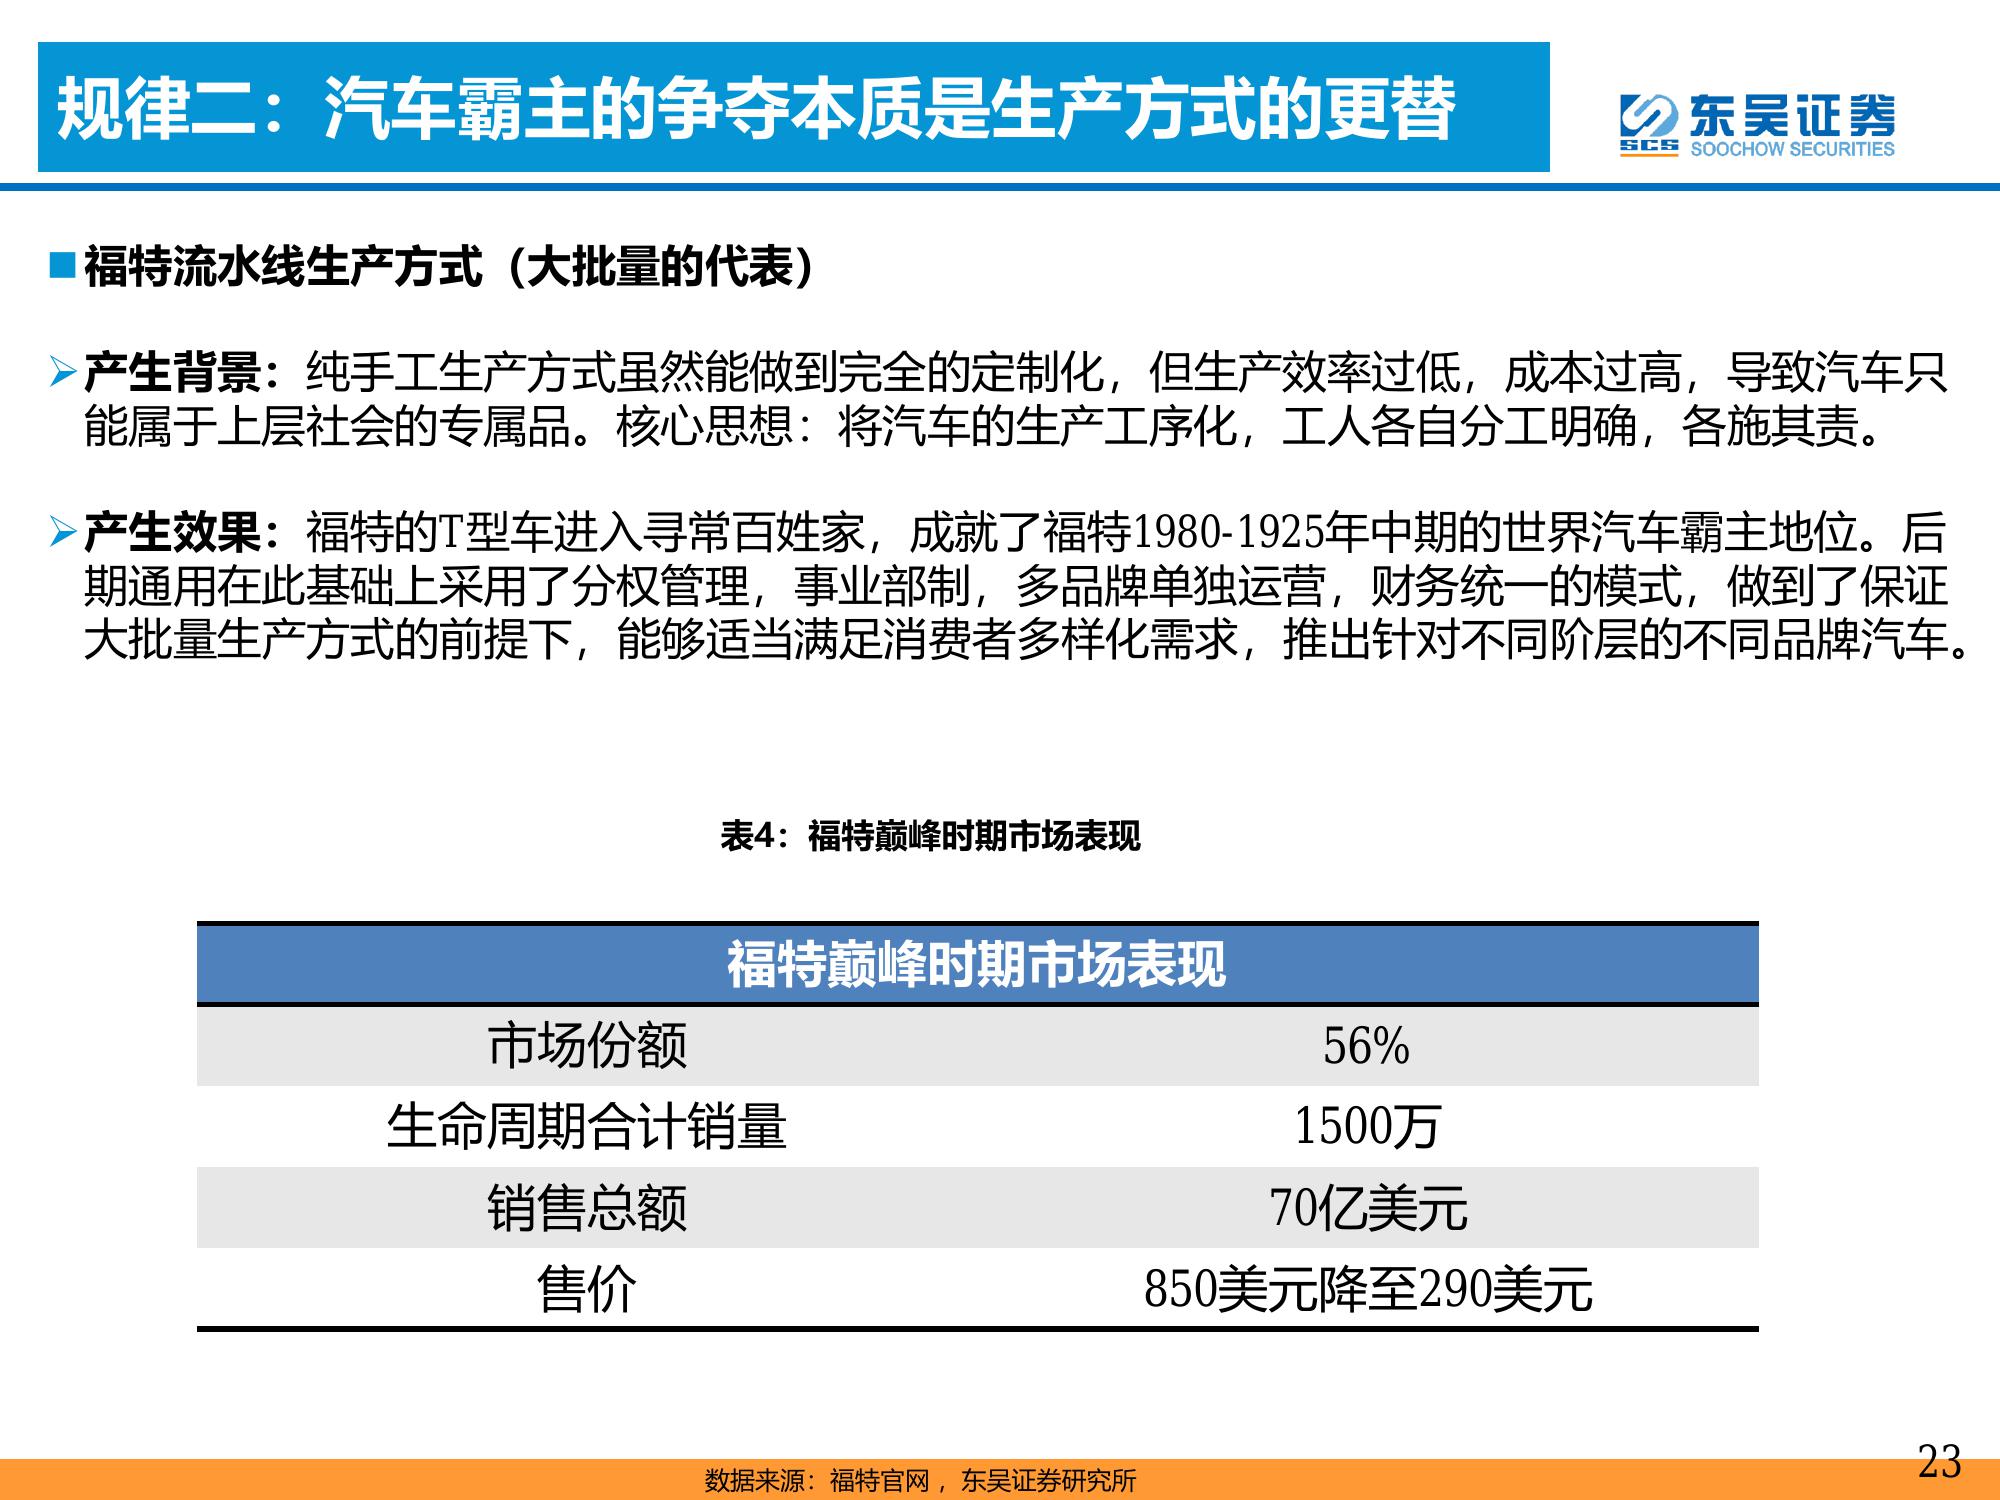 规律二：汽车霸主的争夺本质是生产方式的更替
东吴证券
SCS
SOOCHOW SECURITIES
福特流水线生产方式（大批量的代表）
产生背景：纯手工生产方式虽然能做到完全的定制化，但生产效率过低，成本过高，导致汽车只
能属于上层社会的专属品。核心思想：将汽车的生产工序化，工人各自分工明确，各施其责。
产生效果：福特的T型车进入寻常百姓家，成就了福特1980-1925年中期的世界汽车霸主地位。后
期通用在此基础上采用了分权管理，事业部制，多品牌单独运营，财务统一的模式，做到了保证
大批量生产方式的前提下，能够适当满足消费者多样化需求，推出针对不同阶层的不同品牌汽车。
表4：福特巅峰时期市场表现
福特巅峰时期市场表现
市场份额 56%
生命周期合计销量 1500万
销售总额 70亿美元
售价 850美元降至290美元
23
数据来源：福特官网 ，东吴证券研究所